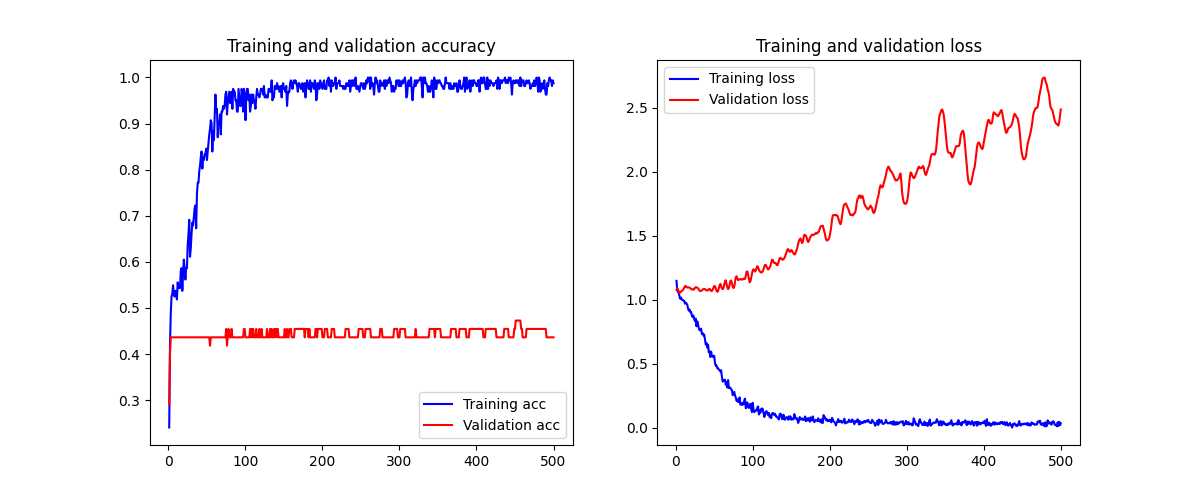 Training and validation accuracy
1.0
0.9
0.8
0.7
0.6
0.5
0.4
0.3
Training acc
Validation acc
0 100 200 300 400 500
Training and validation loss
Training loss
Validation loss
2.5
2.0
1.5
1.0
0.5
0.0
0 100 200 300 400 500